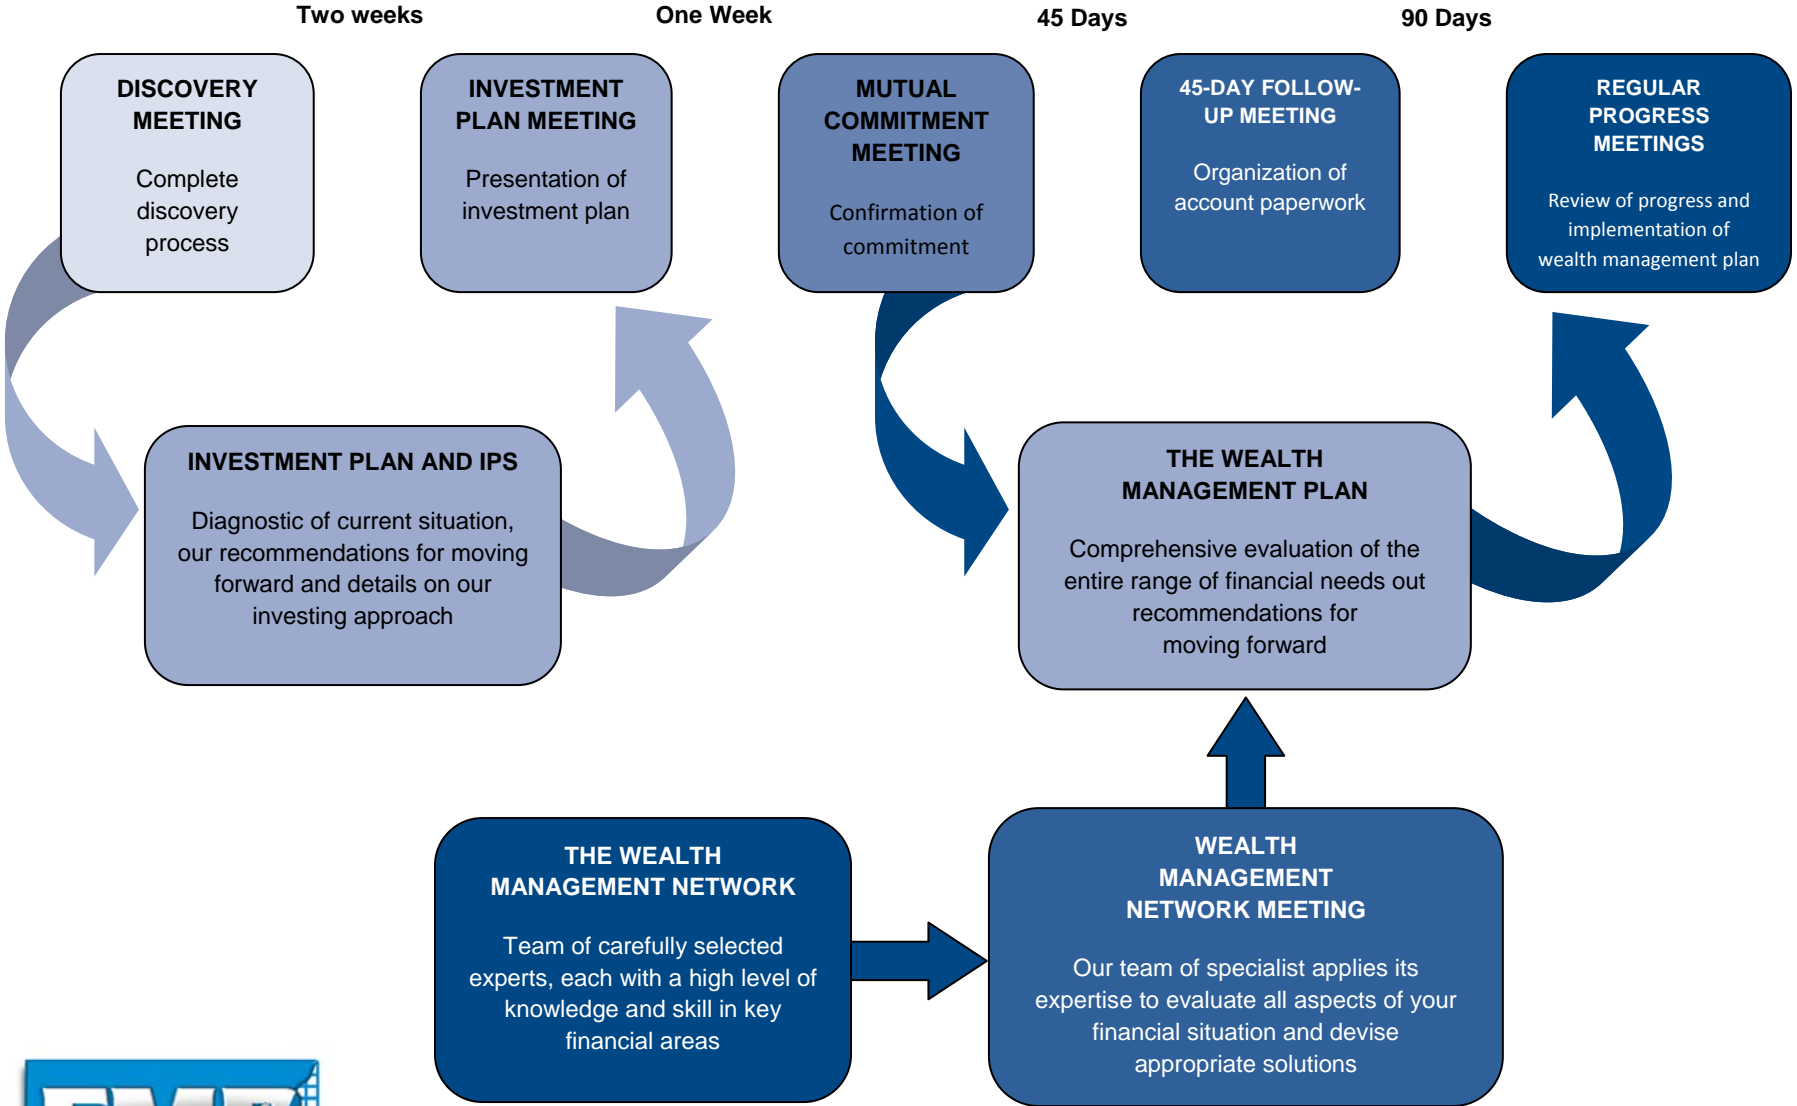 Two weeks
One Week
45 Days
90 Days
DISCOVERY
MEETING
Complete
discovery
process
INVESTMENT
PLAN MEETING
Presentation of
investment plan
MUTUAL
COMMITMENT
MEETING
Confirmation of
commitment
45-DAY FOLLOW-
UP MEETING
Organization of
account paperwork
REGULAR
PROGRESS
MEETINGS
Review of progress and
implementation of
wealth management plan
INVESTMENT PLAN AND IPS
Diagnostic of current situation,
our recommendations for moving
forward and details on our
investing approach
THE WEALTH
MANAGEMENT PLAN
Comprehensive evaluation of the
entire range of financial needs out
recommendations for
moving forward
THE WEALTH
MANAGEMENT NETWORK
Team of carefully selected
experts, each with a high level of
knowledge and skill in key
financial areas
WEALTH
MANAGEMENT
NETWORK MEETING
Our team of specialist applies its
expertise to evaluate all aspects of your
financial situation and devise
appropriate solutions